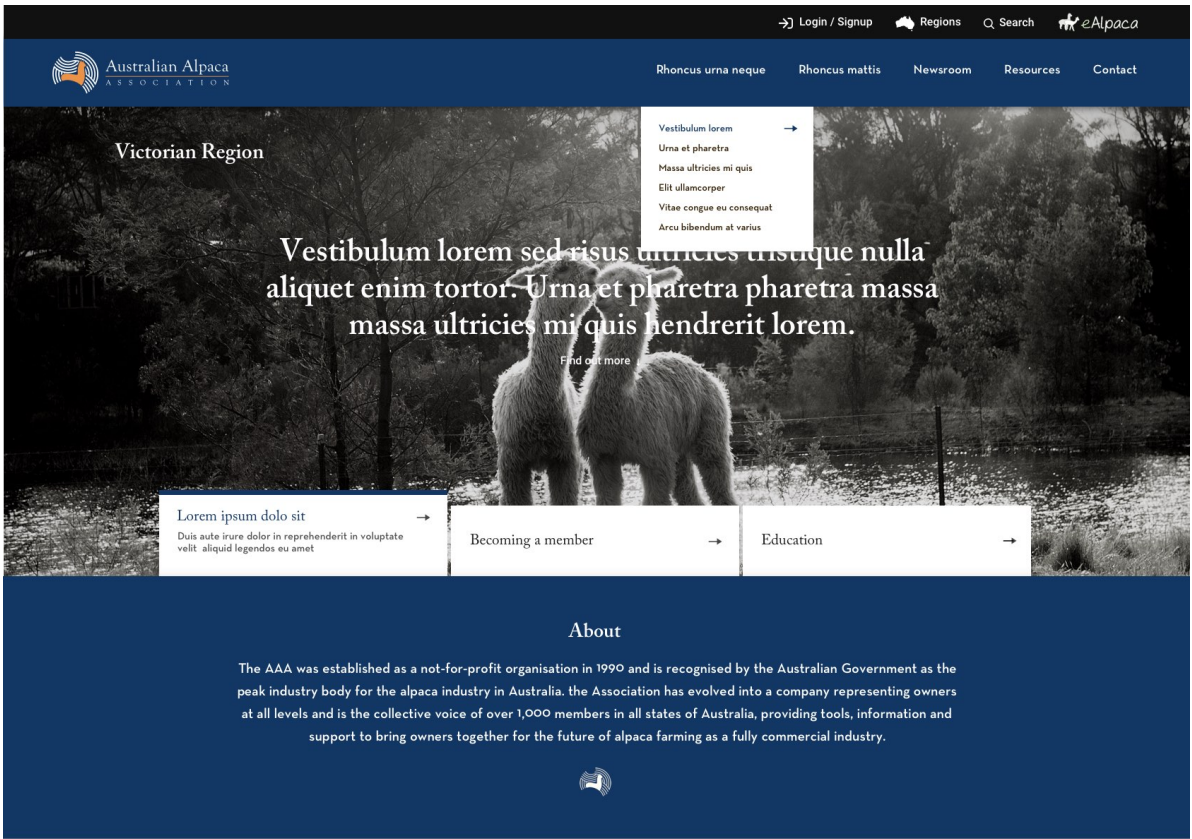 Login / Signup
Regions
Search
eAlpaca
Australian Alpaca
ASSOCIATION
Rhoncus urna neque
Rhoncus mattis
Newsroom
Resources
Contact
Vestibulum lorem
Urna et pharetra
Massa ultricies mi quis
Elit ullamcorper
Vitae congue eu consequat
Arcu bibendum at varius
Victorian Region
Vestibulum lorem sed risus ultricies tristique nulla
aliquet enim tortor. Urna et pharetra pharetra massa
massa ultricies mi quis hendrerit lorem.
Find out more
Lorem ipsum dolo sit
Duis aute irure dolor in reprehenderit in voluptate
velit aliquid legendos eu amet
Becoming a member
Education
About
The AAA was established as a not-for-profit organisation in 1990 and is recognised by the Australian Government as the
peak industry body for the alpaca industry in Australia. the Association has evolved into a company representing owners
at all levels and is the collective voice of over 1,000 members in all states of Australia, providing tools, information and
support to bring owners together for the future of alpaca farming as a fully commercial industry.